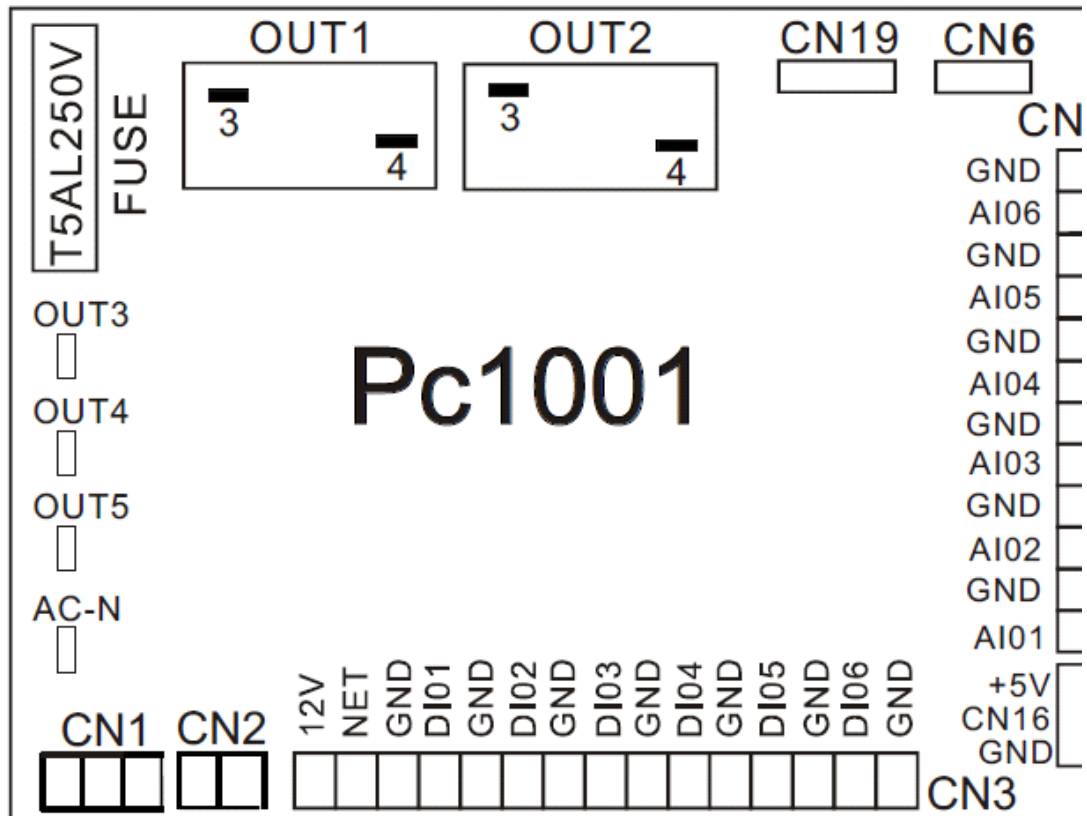 OUT1
OUT2
CN19
CN6
T5AL250V
FUSE
3
4
3
4
CN
GND
AI06
GND
AI05
GND
AI04
GND
AI03
GND
AI02
GND
AI01
+5V
CN16
GND
OUT3
OUT4
OUT5
AC-N
Pc1001
CN1
CN2
12V
NET
GND
DI01
GND
DI02
GND
DI03
GND
DI04
GND
DI05
GND
DI06
GND
CN3